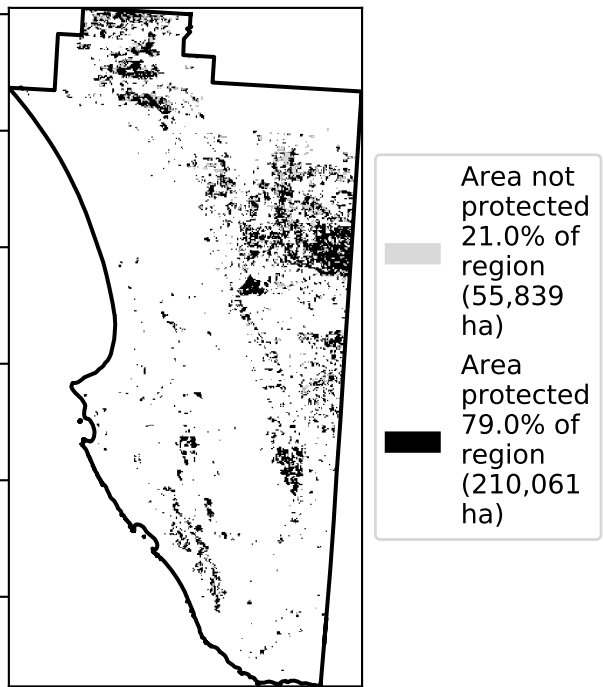 Area not
protected
21.0% of
region
(55,839
ha)
Area
protected
79.0% of
region
(210,061
ha)